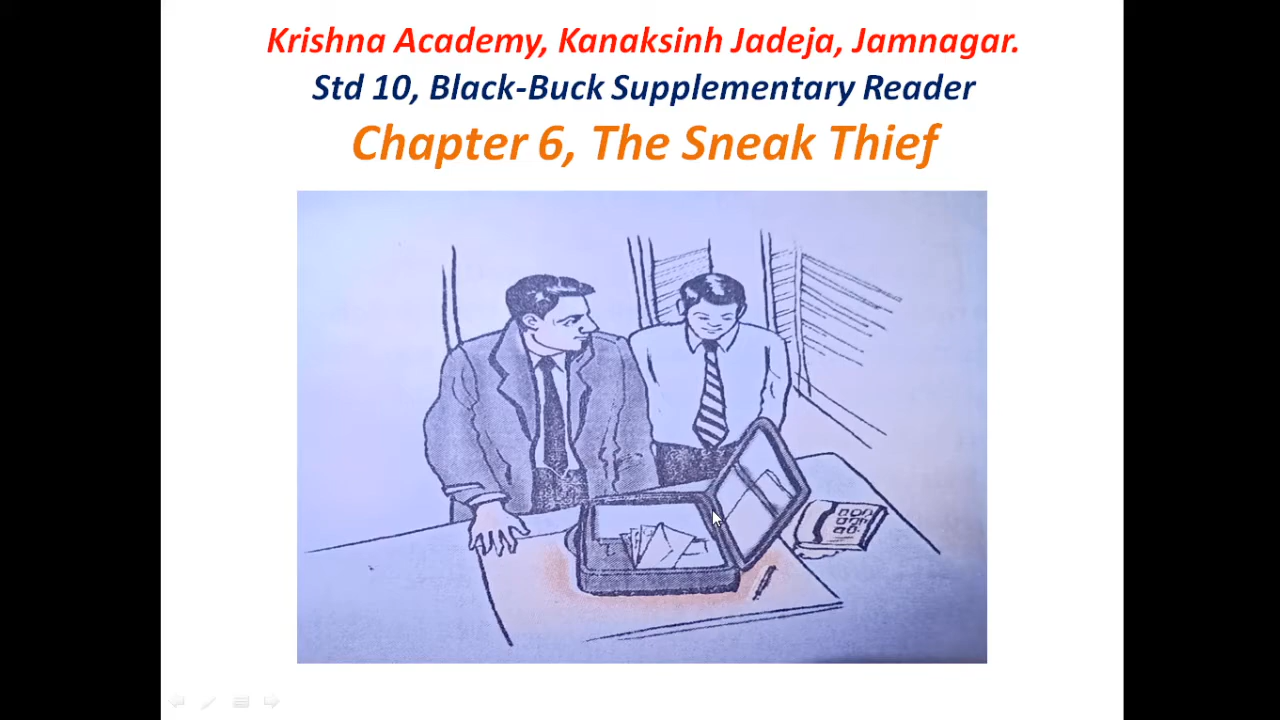 Krishna Academy, Kanaksinh Jadeja, Jamnagar.
Std 10, Black-Buck Supplementary Reader
Chapter 6, The Sneak Thief